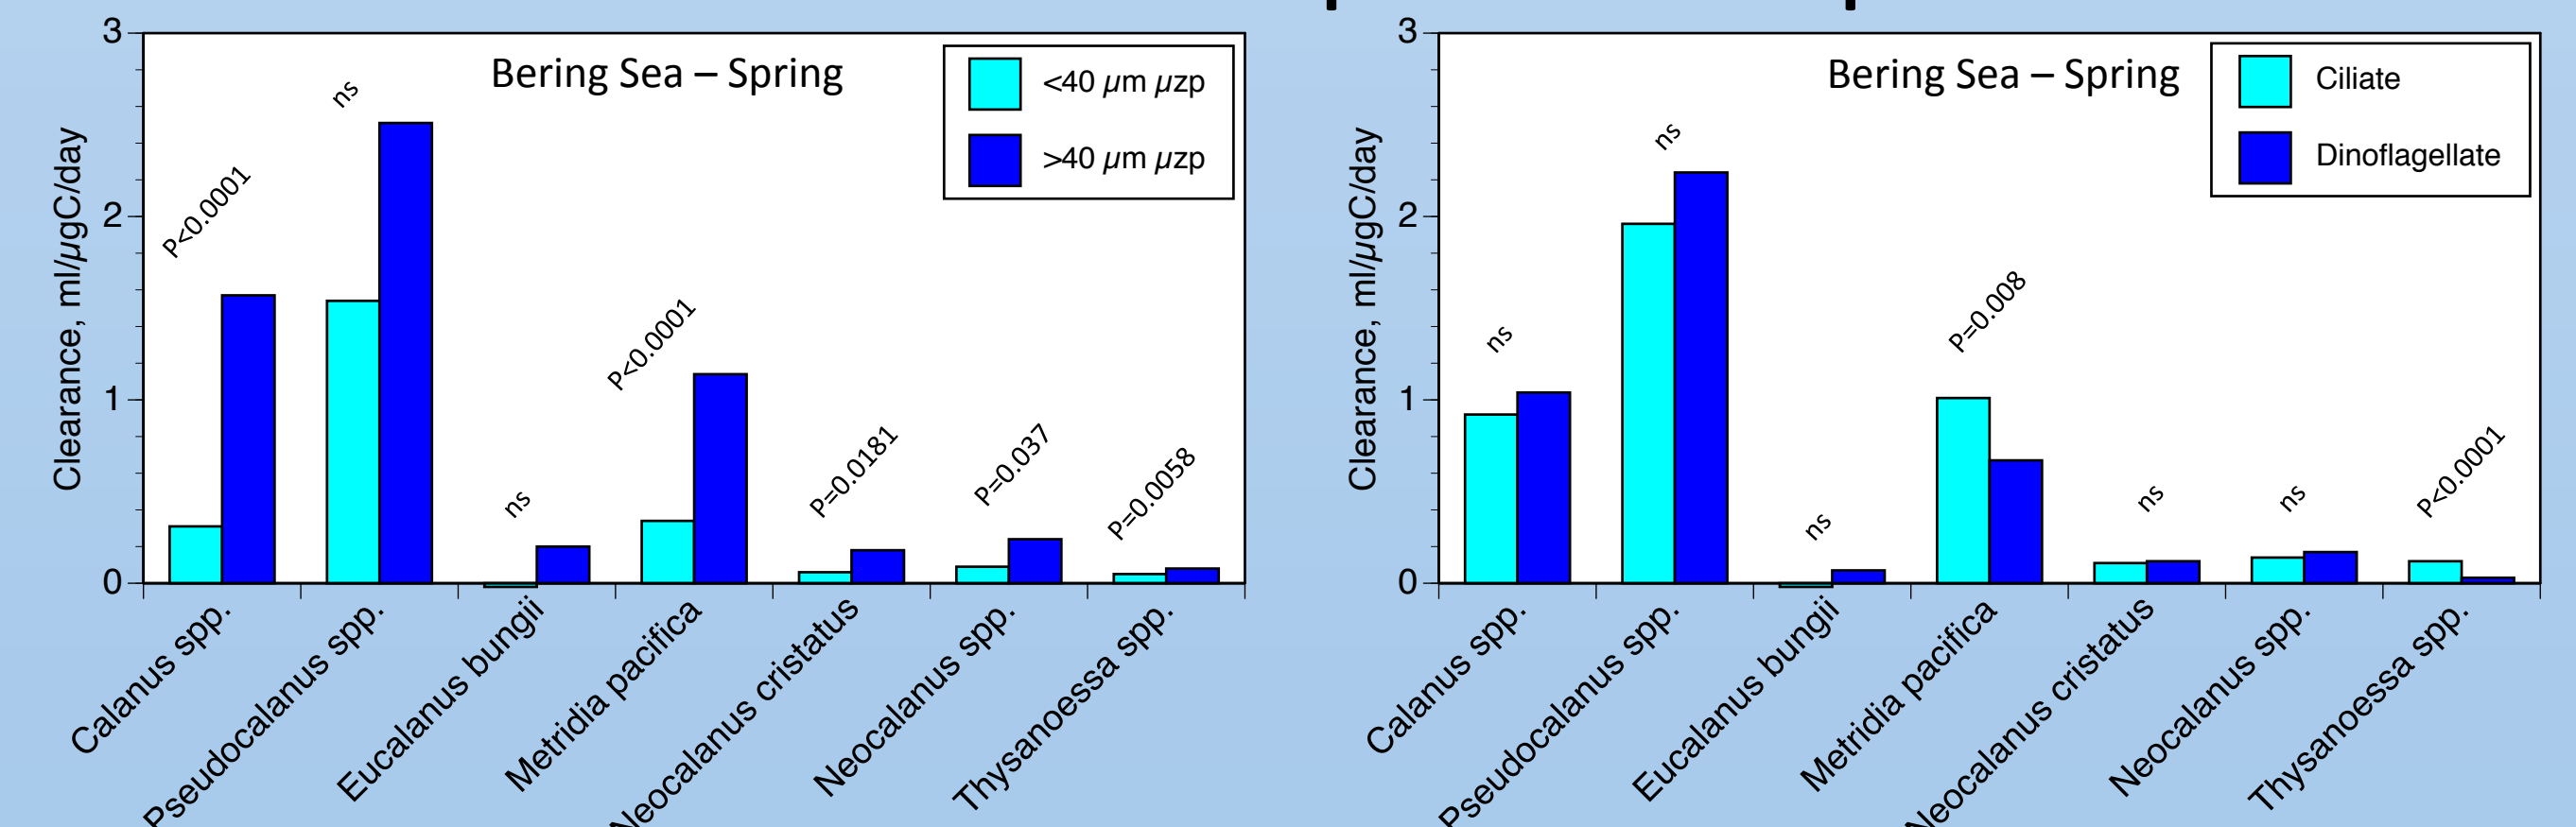 Bering Sea – Spring
<40 µm µzp
>40 µm µzp
Clearance, ml/µgC/day
3
2
1
0
P<0.0001
ns
ns
P<0.0001
P=0.0181
P=0.037
P=0.0058
Calanus spp.
Pseudocalanus spp.
Eucalanus bungii
Metridia pacifica
Neocalanus cristatus
Neocalanus spp.
Thysanoessa spp.
Bering Sea – Spring
Ciliate
Dinoflagellate
Clearance, ml/µgC/day
3
2
1
0
ns
ns
ns
P=0.008
ns
ns
P<0.0001
Calanus spp.
Pseudocalanus spp.
Eucalanus bungii
Metridia pacifica
Neocalanus cristatus
Neocalanus spp.
Thysanoessa spp.